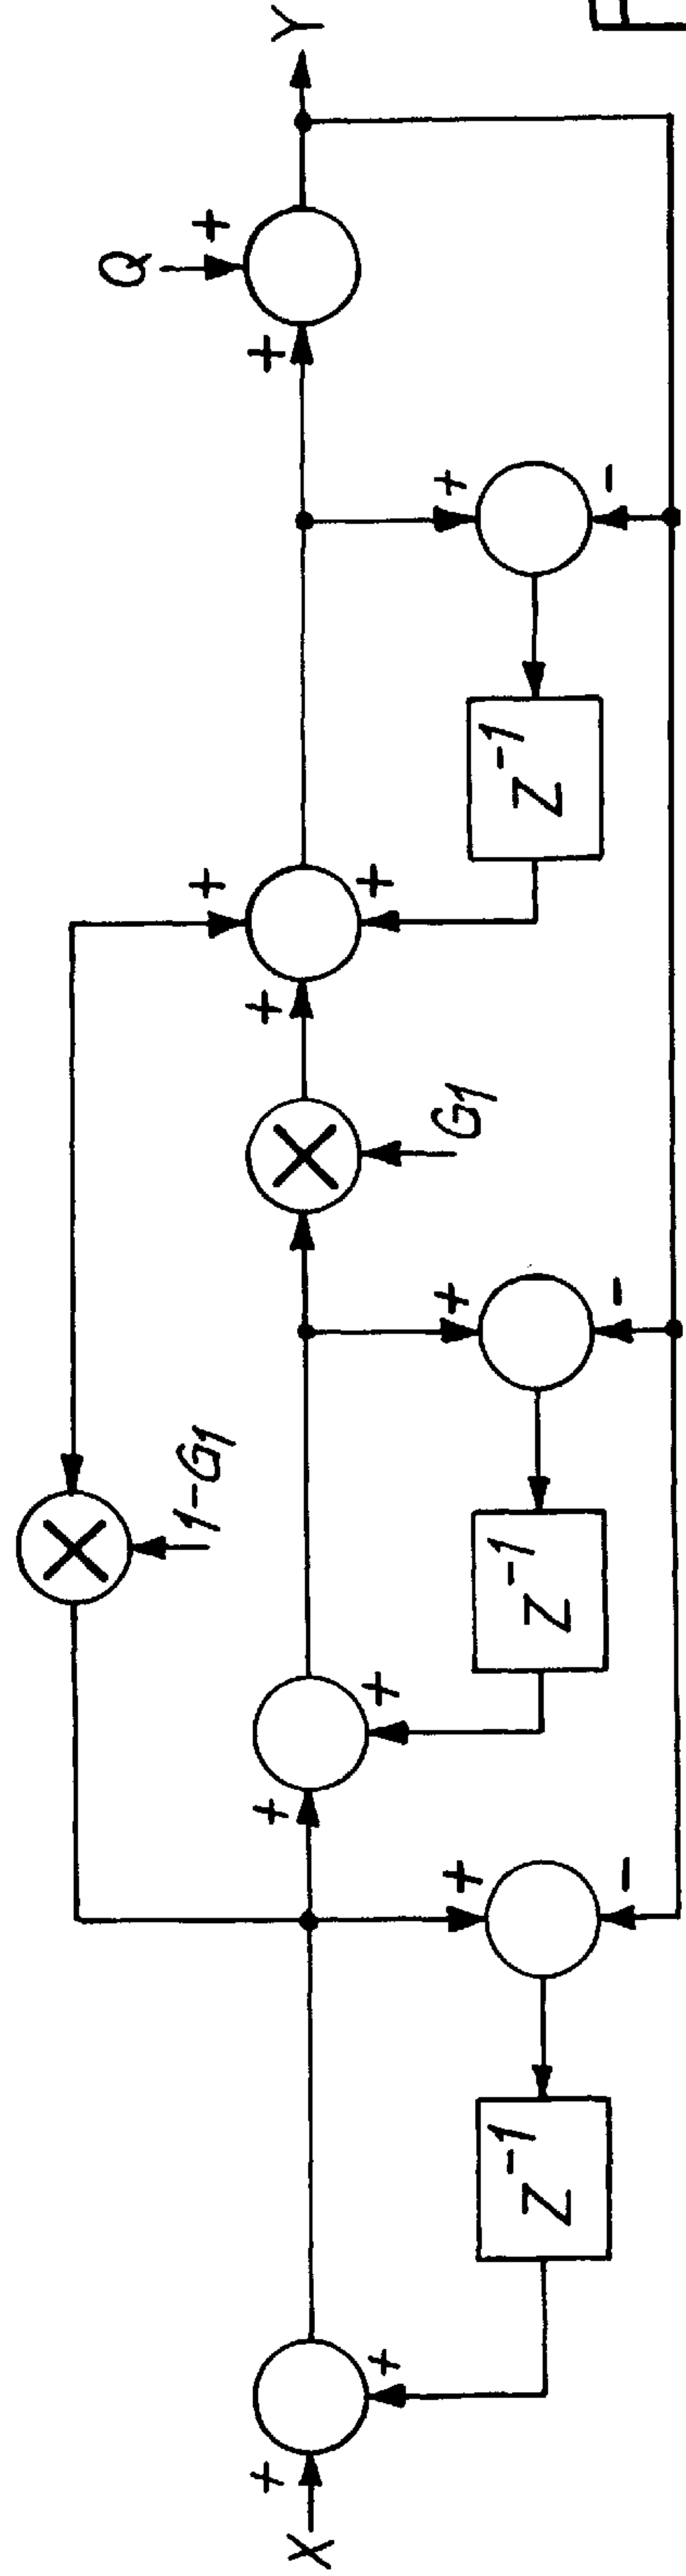 1-G1
Q
X
+
+
+
+
G1
+
+
+
+
Y
+
-
+
-
+
-
+
+
Z⁻¹
Z⁻¹
Z⁻¹